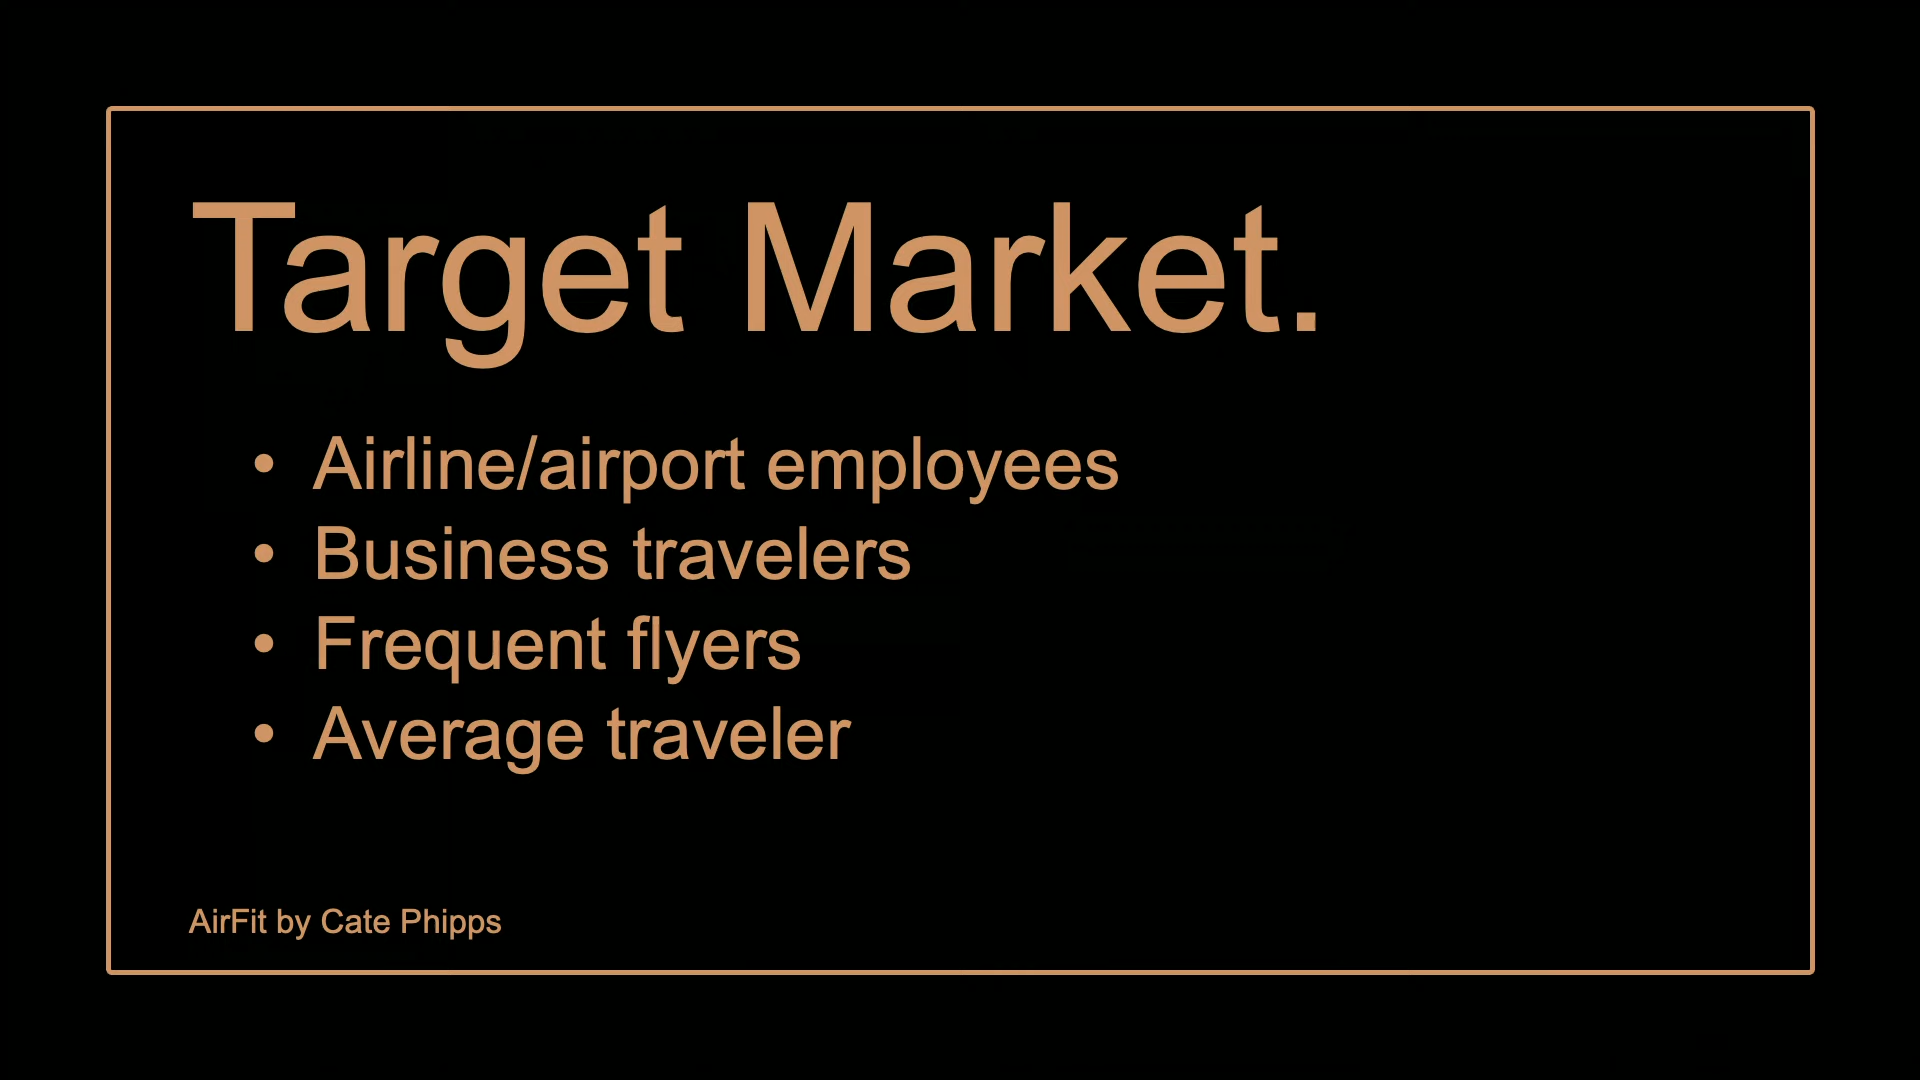 Target Market.
• Airline/airport employees
• Business travelers
• Frequent flyers
• Average traveler
AirFit by Cate Phipps